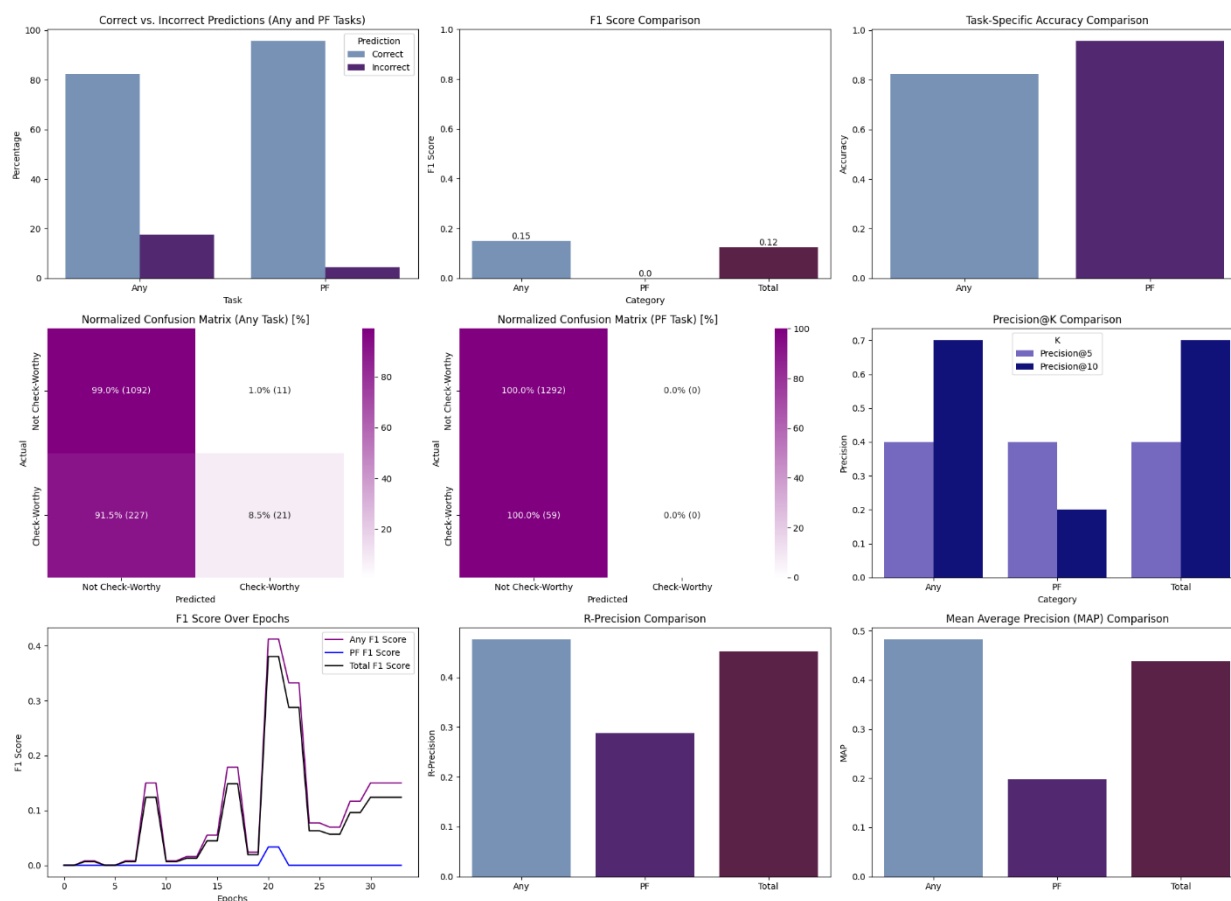 Correct vs. Incorrect Predictions (Any and PF Tasks)
Percentage
100
80
60
40
20
0
Prediction
Correct
Incorrect
Any
PF
Task
F1 Score Comparison
F1 Score
1.0
0.8
0.6
0.4
0.2
0.0
0.15
0.0
0.12
Any
PF
Total
Category
Task-Specific Accuracy Comparison
Accuracy
1.0
0.8
0.6
0.4
0.2
0.0
Any
PF
Normalized Confusion Matrix (Any Task) [%]
Actual
Not Check-Worthy
Check-Worthy
99.0% (1092)
1.0% (11)
91.5% (227)
8.5% (21)
80
60
40
20
Not Check-Worthy
Check-Worthy
Predicted
Normalized Confusion Matrix (PF Task) [%]
Actual
Not Check-Worthy
Check-Worthy
100.0% (1292)
0.0% (0)
100.0% (59)
0.0% (0)
100
80
60
40
20
0
Not Check-Worthy
Check-Worthy
Predicted
Precision@K Comparison
Precision
0.7
0.6
0.5
0.4
0.3
0.2
0.1
0.0
K
Precision@5
Precision@10
Any
PF
Total
Category
F1 Score Over Epochs
F1 Score
0.4
0.3
0.2
0.1
0.0
Any F1 Score
PF F1 Score
Total F1 Score
0
5
10
15
20
25
30
Epochs
R-Precision Comparison
R-Precision
0.4
0.3
0.2
0.1
0.0
Any
PF
Total
Mean Average Precision (MAP) Comparison
MAP
0.5
0.4
0.3
0.2
0.1
0.0
Any
PF
Total